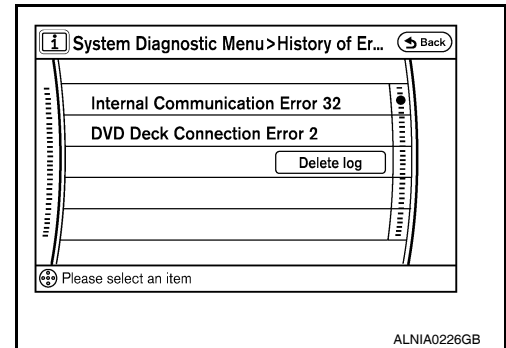 i System Diagnostic Menu>History of Er... Back
Internal Communication Error 32
DVD Deck Connection Error 2
Delete log
Please select an item
ALNIA0226GB